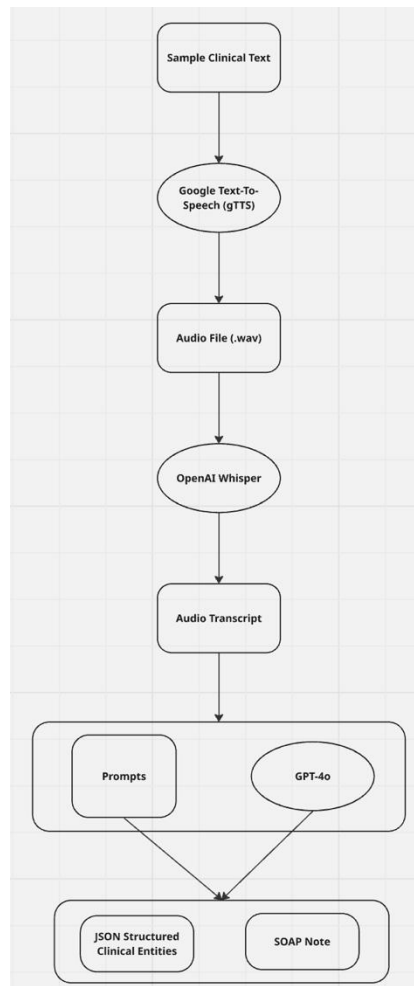 Sample Clinical Text
Google Text-To-
Speech (gTTS)
Audio File (.wav)
OpenAI Whisper
Audio Transcript
Prompts
GPT-4o
JSON Structured
Clinical Entities
SOAP Note